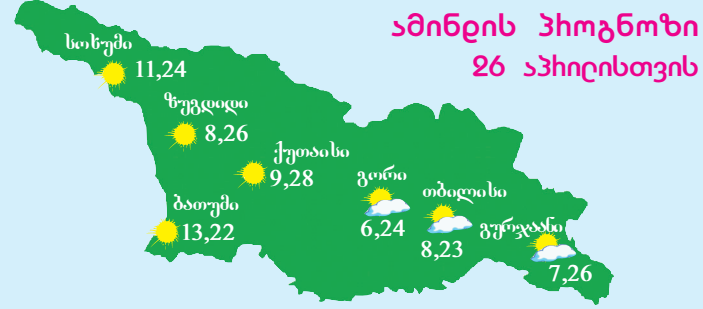 ამინდის პროგნოზი
26 აპრილისთვის
სოხუმი
11,24
ზუგდიდი
8,26
ქუთაისი
9,28
გორი
6,24
თბილისი
8,23
გურჯაანი
7,26
ბათუმი
13,22